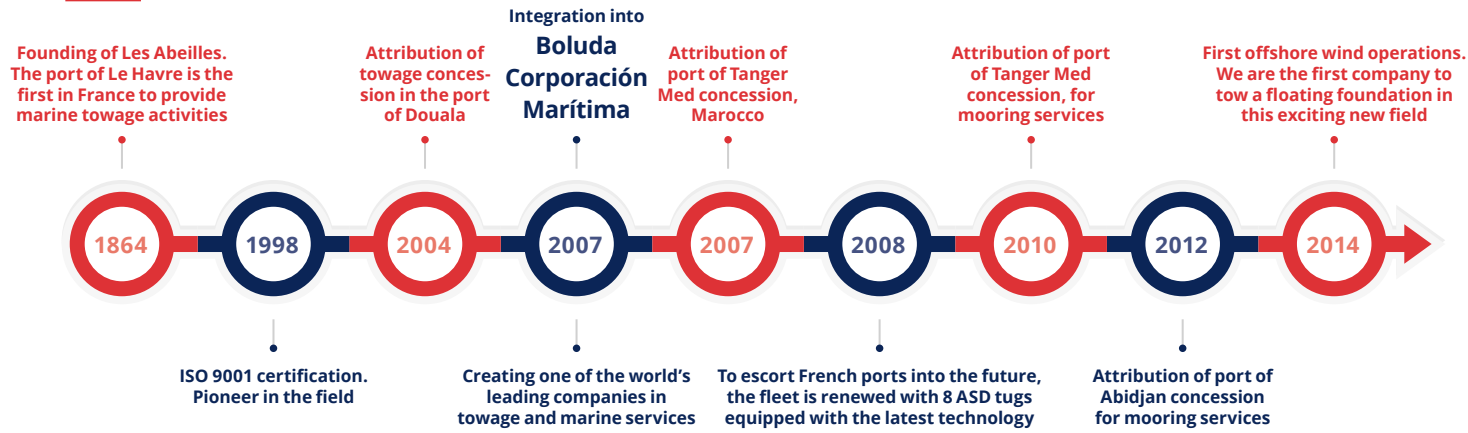 Founding of Les Abeilles.
The port of Le Havre is the
first in France to provide
marine towage activities
1864
1998
ISO 9001 certification.
Pioneer in the field
Attribution of
towage conces-
sion in the port
of Douala
2004
Integration into
Boluda
Corporación
Marítima
2007
Creating one of the world's
leading companies in
towage and marine services
Attribution of
port of Tanger
Med concession,
Marocco
2007
2008
To escort French ports into the future,
the fleet is renewed with 8 ASD tugs
equipped with the latest technology
Attribution of port
of Tanger Med
concession, for
mooring services
2010
2012
Attribution of port of
Abidjan concession
for mooring services
First offshore wind operations.
We are the first company to
tow a floating foundation in
this exciting new field
2014